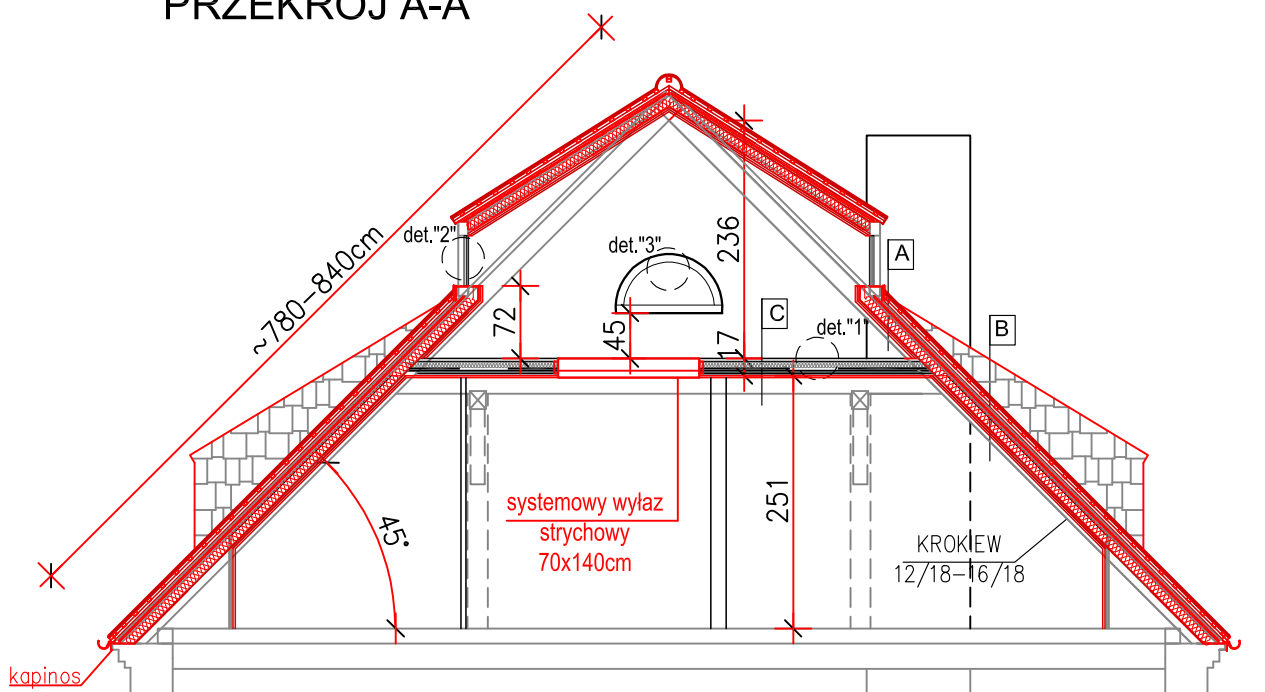 PRZEKRÓJ A-A
~780-840cm
det."2"
det."3"
236
A
72
45
C
17
det."1"
B
systemowy wyłaz
strychowy
70x140cm
251
45°
KROKIEW
12/18-16/18
kapinos